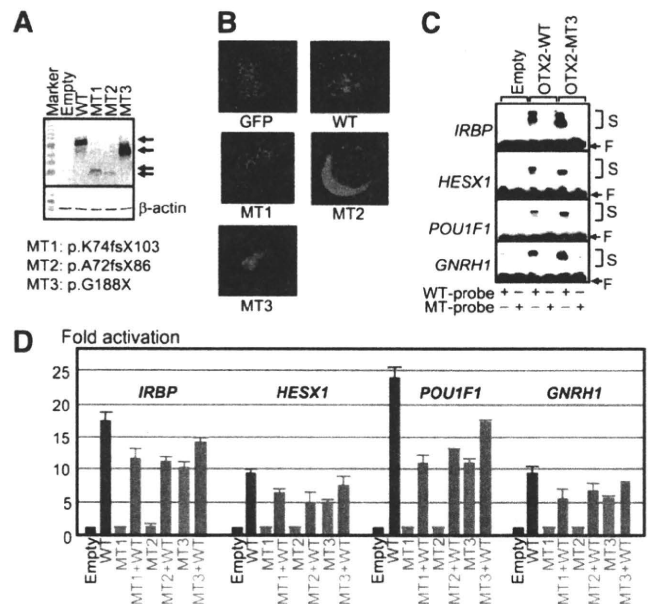 A
Marker
Empty
WT
MT1
MT2
MT3
β-actin
MT1: p.K74fsX103
MT2: p.A72fsX86
MT3: p.G188X
B
GFP
WT
MT1
MT2
MT3
C
Empty
OTX2-WT
OTX2-MT3
IRBP
S
F
HESX1
S
F
POU1F1
S
F
GNRH1
S
F
WT-probe + - + - + -
MT-probe - + - + - +
D
Fold activation
25
20
15
10
5
0
IRBP
HESX1
POU1F1
GNRH1
Empty
WT
MT1
MT1+WT
MT2
MT2+WT
MT3
MT3+WT
Empty
WT
MT1
MT1+WT
MT2
MT2+WT
MT3
MT3+WT
Empty
WT
MT1
MT1+WT
MT2
MT2+WT
MT3
MT3+WT
Empty
WT
MT1
MT1+WT
MT2
MT2+WT
MT3
MT3+WT